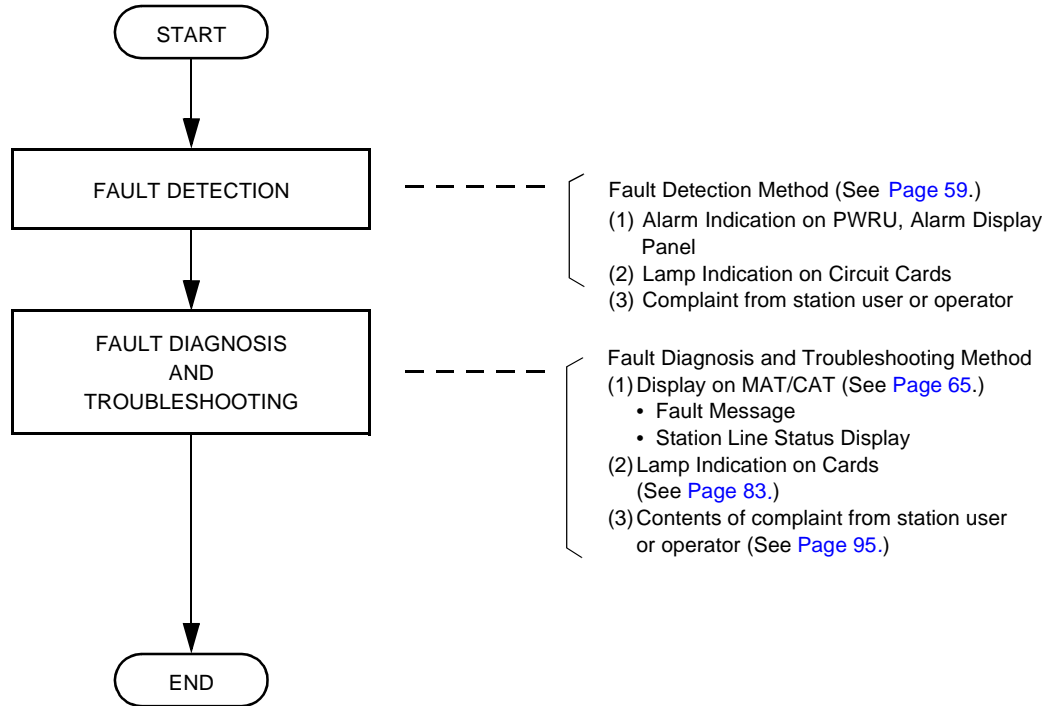 START
FAULT DETECTION
Fault Detection Method (See Page 59.)
(1) Alarm Indication on PWRU, Alarm Display
Panel
(2) Lamp Indication on Circuit Cards
(3) Complaint from station user or operator
FAULT DIAGNOSIS
AND
TROUBLESHOOTING
Fault Diagnosis and Troubleshooting Method
(1) Display on MAT/CAT (See Page 65.)
• Fault Message
• Station Line Status Display
(2) Lamp Indication on Cards
(See Page 83.)
(3) Contents of complaint from station user
or operator (See Page 95.)
END